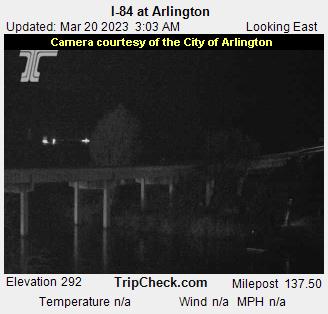 I-84 at Arlington
Updated: Mar 20 2023 3:03 AM Looking East
Camera courtesy of the City of Arlington
Elevation 292 TripCheck.com Milepost 137.50
Temperature n/a Wind n/a MPH n/a